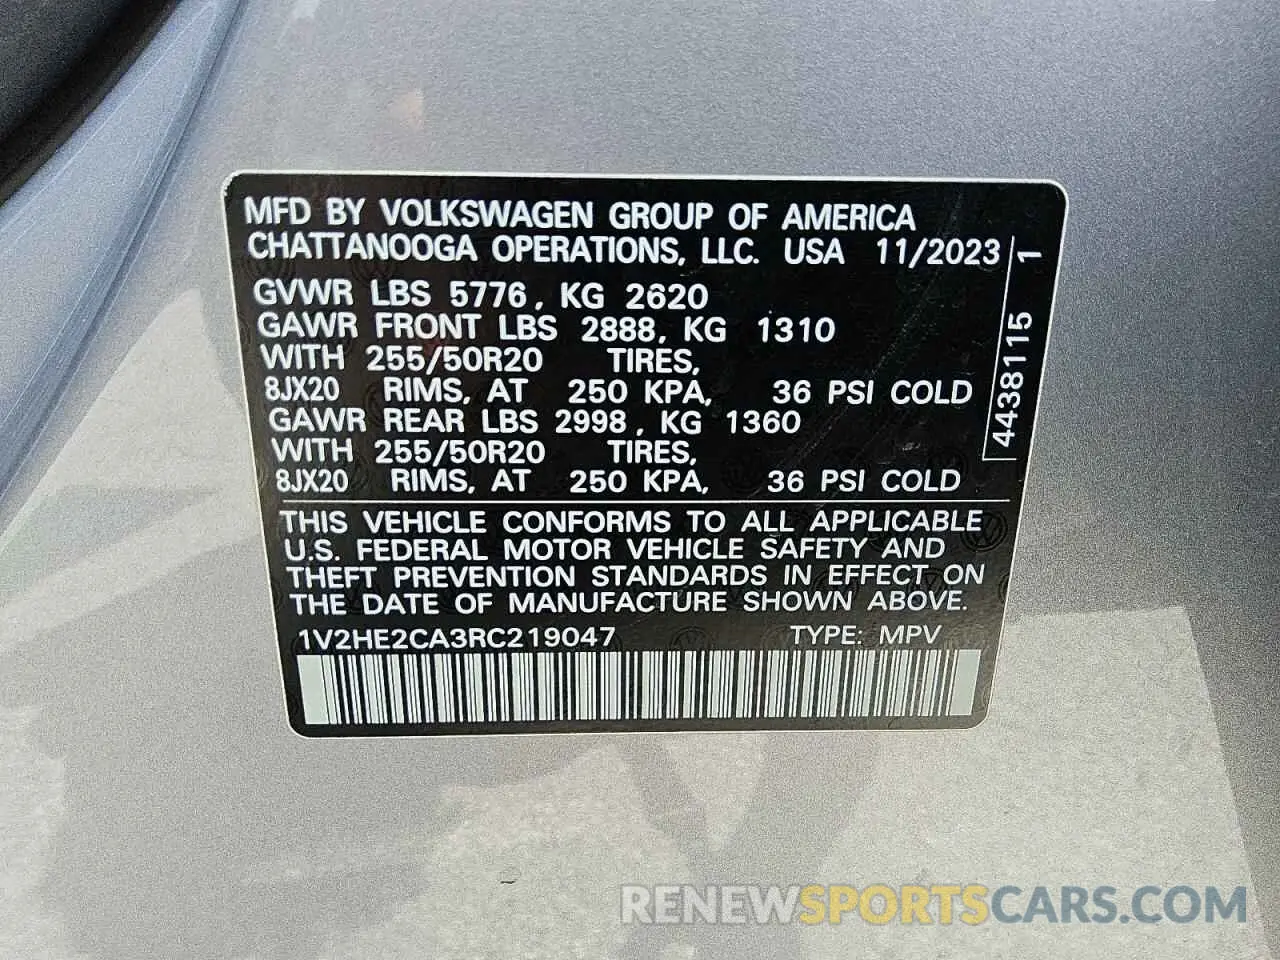 MFD BY VOLKSWAGEN GROUP OF AMERICA
CHATTANOOGA OPERATIONS, LLC. USA 11/2023
GVWR LBS 5776, KG 2620
GAWR FRONT LBS 2888, KG 1310
WITH 255/50R20 TIRES,
8JX20 RIMS, AT 250 KPA, 36 PSI COLD
GAWR REAR LBS 2998, KG 1360
WITH 255/50R20 TIRES,
8JX20 RIMS, AT 250 KPA, 36 PSI COLD
4438115 1
THIS VEHICLE CONFORMS TO ALL APPLICABLE
U.S. FEDERAL MOTOR VEHICLE SAFETY AND
THEFT PREVENTION STANDARDS IN EFFECT ON
THE DATE OF MANUFACTURE SHOWN ABOVE.
1V2HE2CA3RC219047 TYPE: MPV
RENEWSPORTSCARS.COM